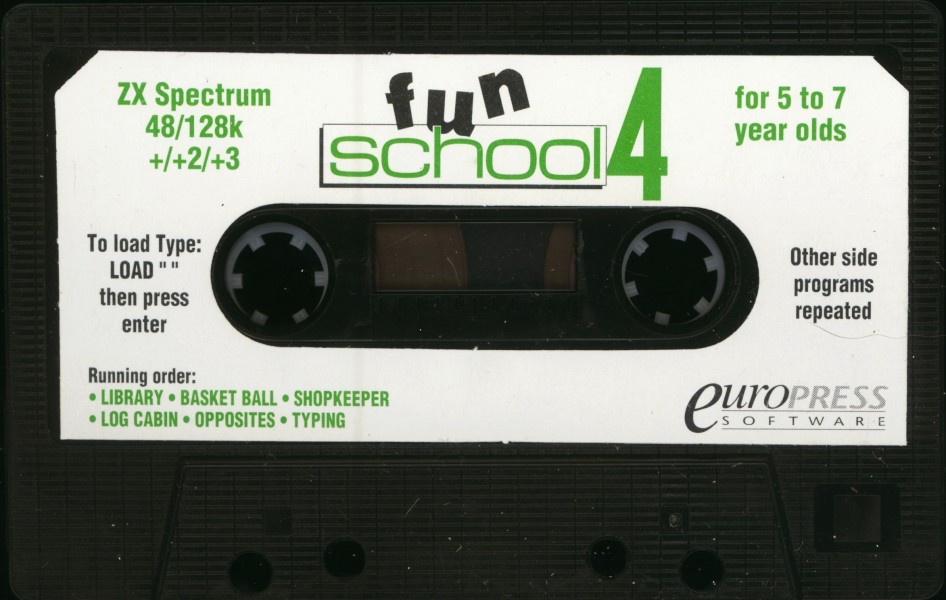 ZX Spectrum
48/128k
+/+2/+3
fun
school 4
for 5 to 7
year olds
To load Type:
LOAD " "
then press
enter
Other side
programs
repeated
Running order:
• LIBRARY • BASKET BALL • SHOPKEEPER
• LOG CABIN • OPPOSITES • TYPING
euroPRESS
SOFTWARE